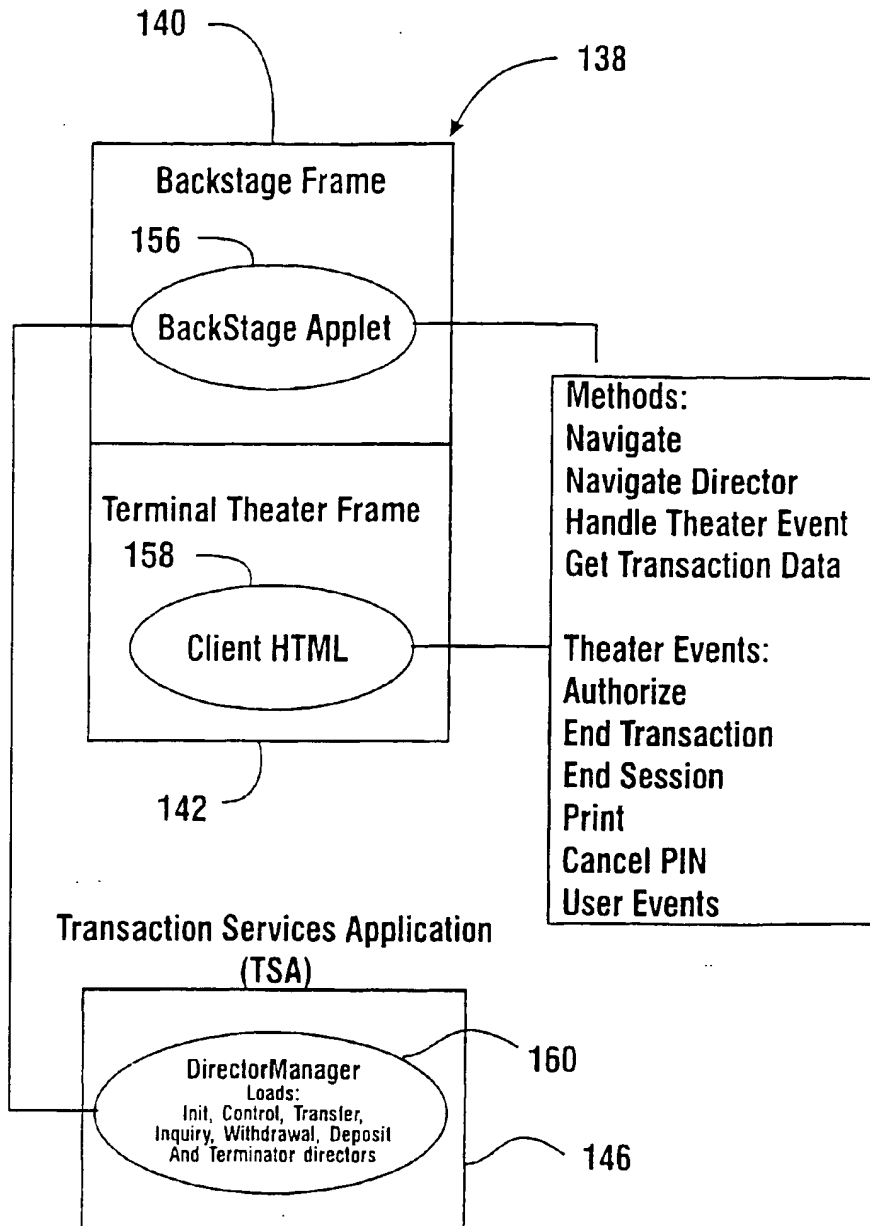 140
138
Backstage Frame
156
BackStage Applet
Methods:
Navigate
Navigate Director
Handle Theater Event
Get Transaction Data
Terminal Theater Frame
158
Client HTML
Theater Events:
Authorize
End Transaction
End Session
Print
Cancel PIN
User Events
142
Transaction Services Application
(TSA)
DirectorManager
Loads:
Init, Control, Transfer,
Inquiry, Withdrawal, Deposit
And Terminator directors
160
146